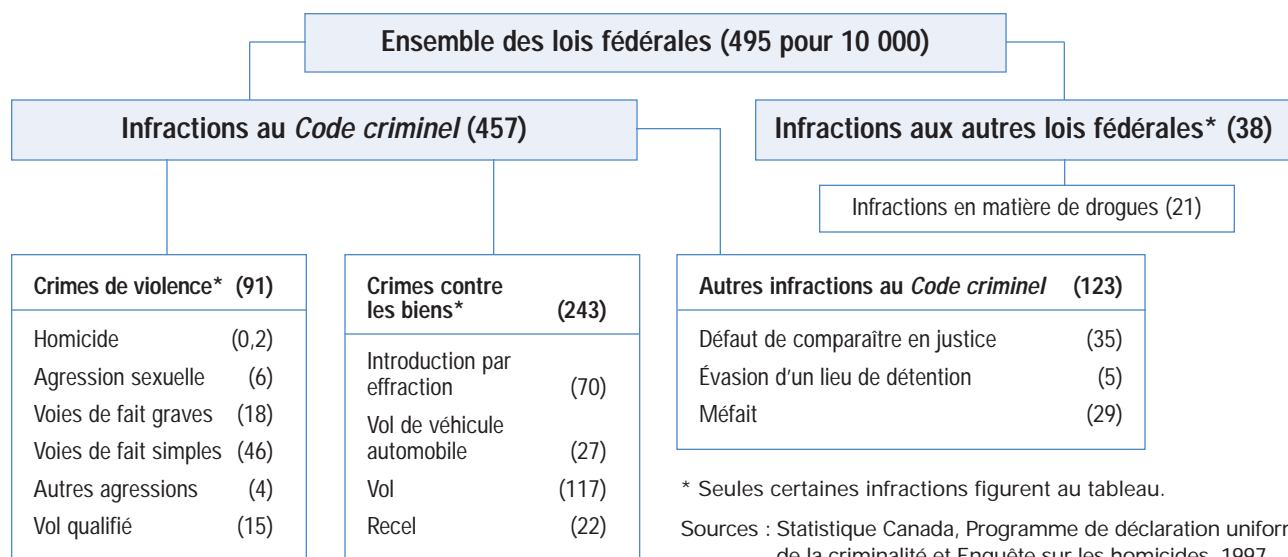 Ensemble des lois fédérales (495 pour 10 000)
Infractions au Code criminel (457)
Infractions aux autres lois fédérales* (38)
Infractions en matière de drogues (21)
Crimes de violence* (91)
Homicide (0,2)
Agression sexuelle (6)
Voies de fait graves (18)
Voies de fait simples (46)
Autres agressions (4)
Vol qualifié (15)
Crimes contre
les biens* (243)
Introduction par
effraction (70)
Vol de véhicule
automobile (27)
Vol (117)
Recel (22)
Autres infractions au Code criminel (123)
Défaut de comparaître en justice (35)
Évasion d'un lieu de détention (5)
Méfait (29)
* Seules certaines infractions figurent au tableau.
Sources : Statistique Canada, Programme de déclaration
de la criminalité et Enquête sur les homicides, 1997